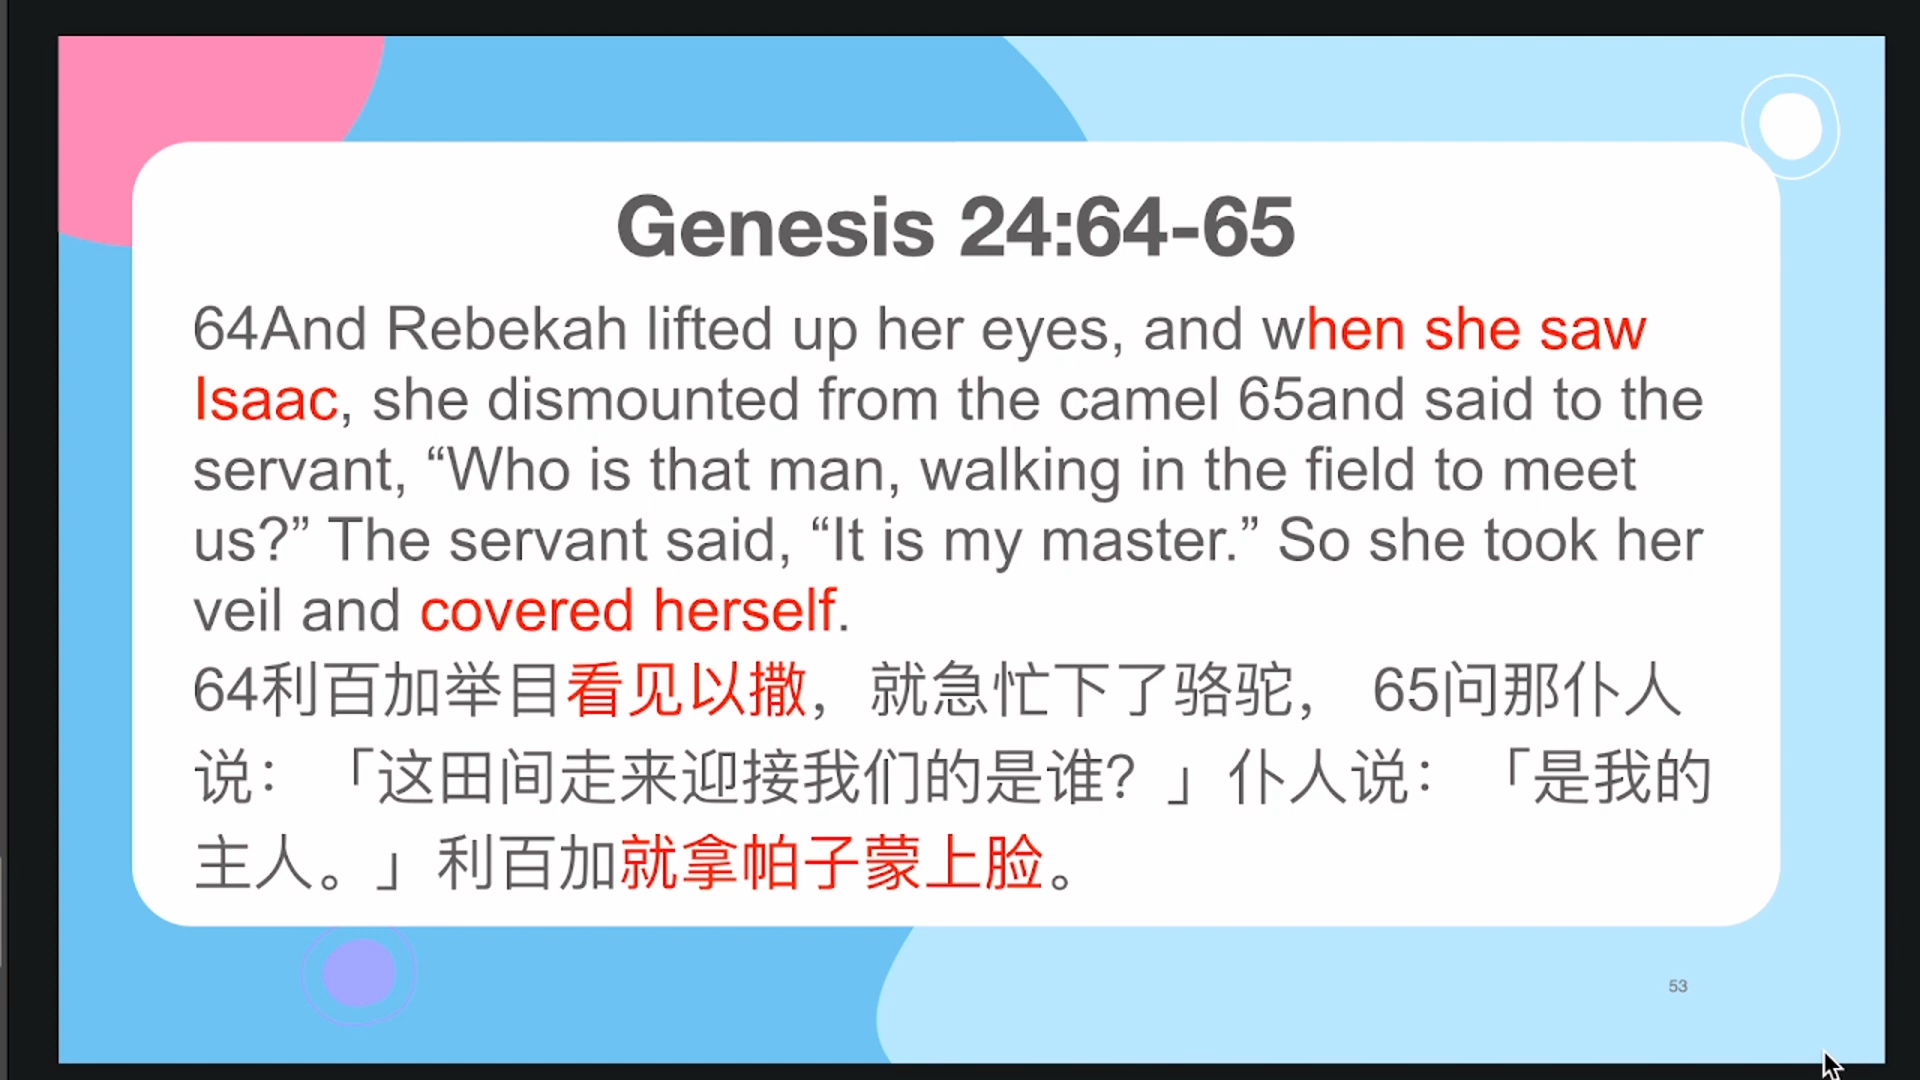 Genesis 24:64-65
64And Rebekah lifted up her eyes, and when she saw
Isaac, she dismounted from the camel 65and said to the
servant, “Who is that man, walking in the field to meet
us?” The servant said, “It is my master.” So she took her
veil and covered herself.
64利百加举目看见以撒，就急忙下了骆驼， 65问那仆人
说：「这田间走来迎接我们的是谁？」仆人说：「是我的
主人。」利百加就拿帕子蒙上脸。
53